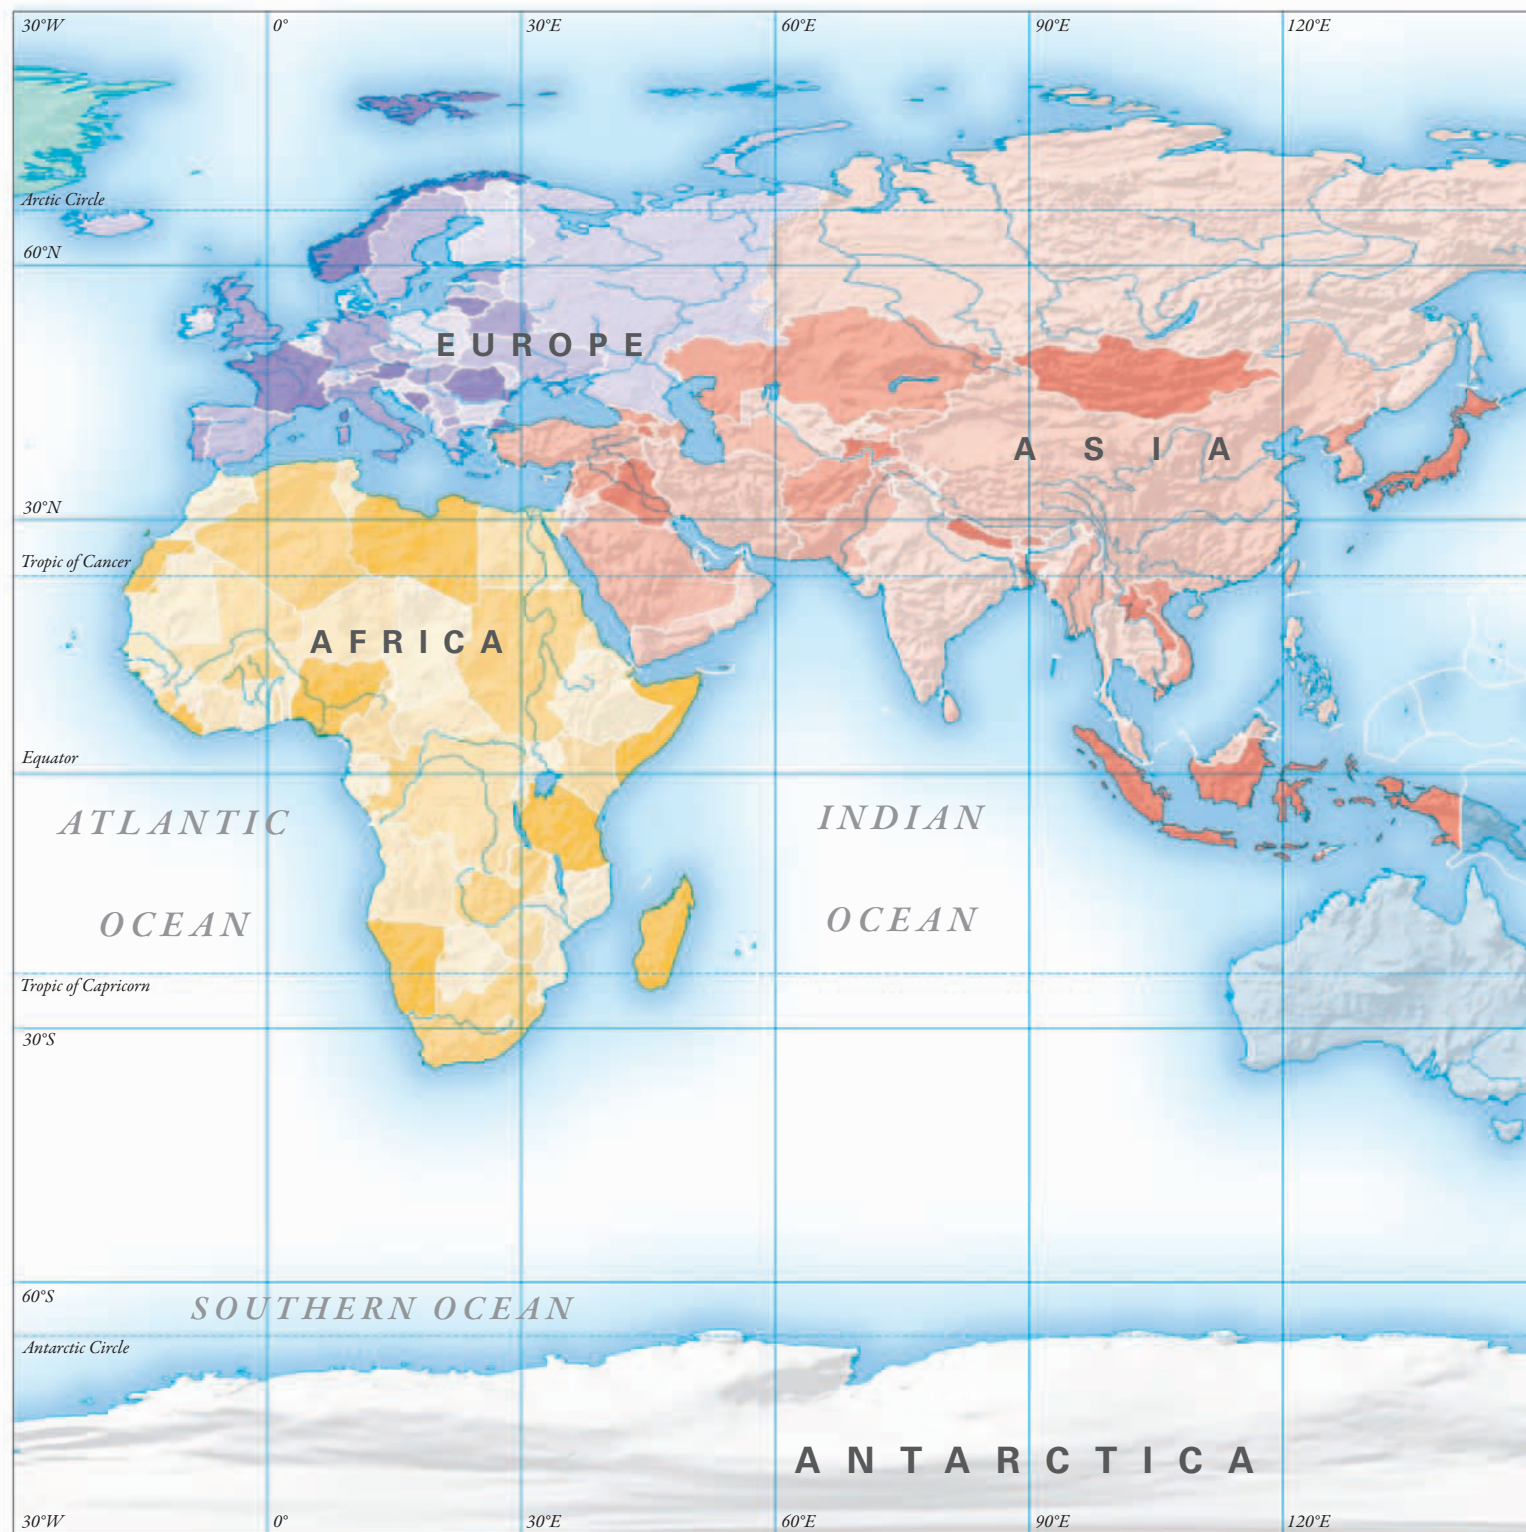 30°W 0° 30°E 60°E 90°E 120°E
Arctic Circle
60°N
EUROPE
ASIA
30°N
Tropic of Cancer
AFRICA
Equator
ATLANTIC
OCEAN
INDIAN
OCEAN
Tropic of Capricorn
30°S
60°S
SOUTHERN OCEAN
Antarctic Circle
ANTARCTICA
30°W 0° 30°E 60°E 90°E 120°E